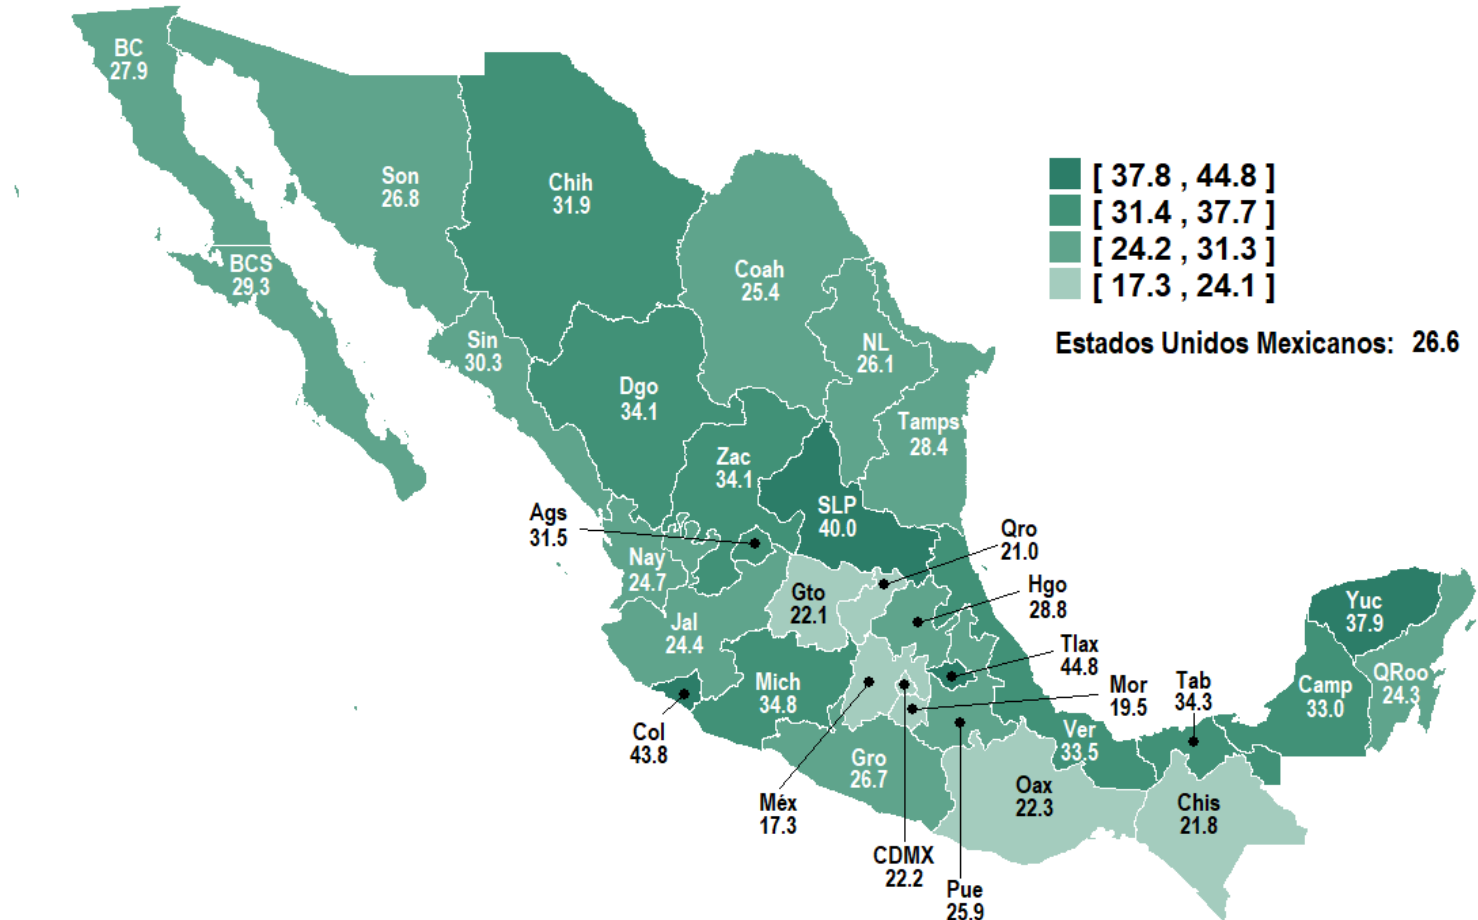 BC
27.9
Son
26.8
Chih
31.9
[ 37.8 , 44.8 ]
[ 31.4 , 37.7 ]
[ 24.2 , 31.3 ]
[ 17.3 , 24.1 ]
Estados Unidos Mexicanos: 26.6
BCS
29.3
Coah
25.4
Sin
30.3
NL
26.1
Dgo
34.1
Tamps
28.4
Zac
34.1
SLP
40.0
Ags
31.5
Qro
21.0
Nay
24.7
Gto
22.1
Hgo
28.8
Yuc
37.9
Jal
24.4
Tlax
44.8
Mich
34.8
Mor
19.5
Tab
34.3
Camp
33.0
QRoo
24.3
Col
43.8
Ver
33.5
Gro
26.7
Méx
17.3
Oax
22.3
Chis
21.8
CDMX
22.2
Pue
25.9